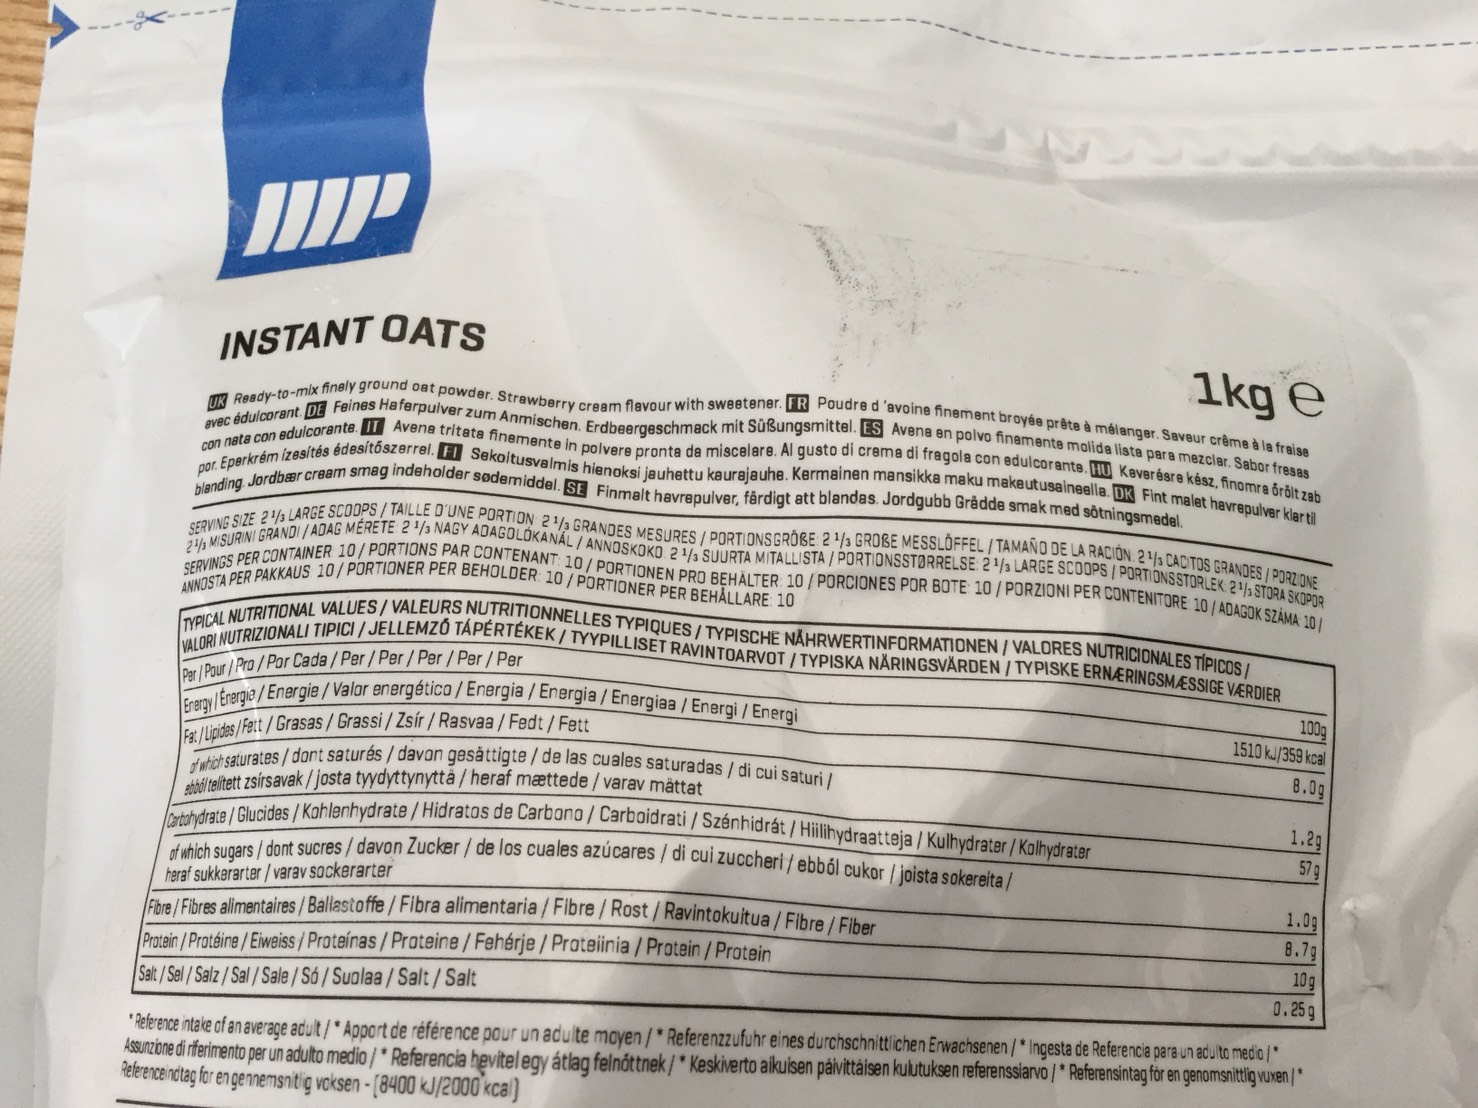 MP
INSTANT OATS
1kg e
UK Ready-to-mix finely ground oat powder. Strawberry cream flavour with sweetener. FR Poudre d'avoine finement broyée prête à mélanger. Saveur crème à la fraise
avec édulcorant. DE Feines Haferpulver zum Anmischen. Erdbeergeschmack mit Süßungsmittel. ES Avena en polvo finamente molida lista para mezclar. Sabor fresas
con nata con edulcorante. IT Avena tritata finemente in polvere pronta da miscelare. Al gusto di crema di fragola con edulcorante. HU Keverésre kész, finomra őrölt zab
por. Eperkrém ízesítés édesítőszerrel. FI Sekoitusvalmis hienoksi jauhettu kaurajauhe. Kermainen mansikka maku makeutusaineella. DK Fint malet havrepulver klar til
blanding. Jordbær cream smag indeholder sødemiddel. SE Finmalt havrepulver, färdigt att blandas. Jordgubb Grädde smak med sötningsmedel.
SERVING SIZE: 2 1/3 LARGE SCOOPS / TAILLE D'UNE PORTION: 2 1/3 GRANDES MESURES / PORTIONSGRÖßE: 2 1/3 GROßE MESSLÖFFEL / TAMAÑO DE LA RACIÓN: 2 1/3 CACITOS GRANDES / PORZIONE
2 1/3 MISURINI GRANDI / ADAG MÉRETE: 2 1/3 NAGY ADAGOLÓKANÁL / ANNOSKOKO: 2 1/3 SUURTA MITALLISTA / PORTIONSSTØRRELSE: 2 1/3 LARGE SCOOPS / PORTIONSSTORLEK: 2 1/3 STORA SKOPOR
SERVINGS PER CONTAINER: 10 / PORTIONS PAR CONTENANT: 10 / PORTIONEN PRO BEHÄLTER: 10 / PORCIONES POR BOTE: 10 / PORZIONI PER CONTENITORE: 10 / ADAGOK SZÁMA: 10 /
ANNOSTA PER PAKKAUS: 10 / PORTIONER PER BEHOLDER: 10 / PORTIONER PER BEHÅLLARE: 10
TYPICAL NUTRITIONAL VALUES / VALEURS NUTRITIONNELLES TYPIQUES / TYPISCHE NÄHRWERTINFORMATIONEN / VALORES NUTRICIONALES TÍPICOS /
VALORI NUTRIZIONALI TIPICI / JELLEMZŐ TÁPÉRTÉKEK / TYYPILLISET RAVINTOARVOT / TYPISKA NÄRINGSVÄRDEN / TYPISKE ERNÆRINGSMÆSSIGE VÆRDIER
Per / Pour / Pro / Por Cada / Per / Per / Per / Per / Per 100g
Energy / Énergie / Energie / Valor energético / Energia / Energia / Energiaa / Energi / Energi 1510 kJ/359 kcal
Fat / Lipides / Fett / Grasas / Grassi / Zsír / Rasvaa / Fedt / Fett 8.0g
of which saturates / dont saturés / davon gesättigte / de las cuales saturadas / di cui saturi /
ebből telített zsírsavak / josta tyydyttynyttä / heraf mættede / varav mättat 1.2g
Carbohydrate / Glucides / Kohlenhydrate / Hidratos de Carbono / Carboidrati / Szénhidrát / Hiilihydraatteja / Kulhydrater / Kolhydrater 57g
of which sugars / dont sucres / davon Zucker / de los cuales azúcares / di cui zuccheri / ebből cukor / joista sokereita /
heraf sukkerarter / varav sockerarter 1.0g
Fibre / Fibres alimentaires / Ballastoffe / Fibra alimentaria / Fibre / Rost / Ravintokuitua / Fibre / Fiber 8.7g
Protein / Protéine / Eiweiss / Proteínas / Proteine / Fehérje / Proteiinia / Protein / Protein 10g
Salt / Sel / Salz / Sal / Sale / Só / Suolaa / Salt / Salt 0.25g
*Reference intake of an average adult / * Apport de référence pour un adulte moyen / * Referenzzufuhr eines durchschnittlichen Erwachsenen / * Ingesta de Referencia para un adulto medio / *
Assunzione di riferimento per un adulto medio / * Referencia bevitel egy átlag felnőttnek / * Keskiverto aikuisen päivittäisen kulutuksen referenssiarvo / * Referensintag för en genomsnittlig vuxen / *
Referenceindtag for en gennemsnitlig voksen - (8400 kJ/2000 kcal)